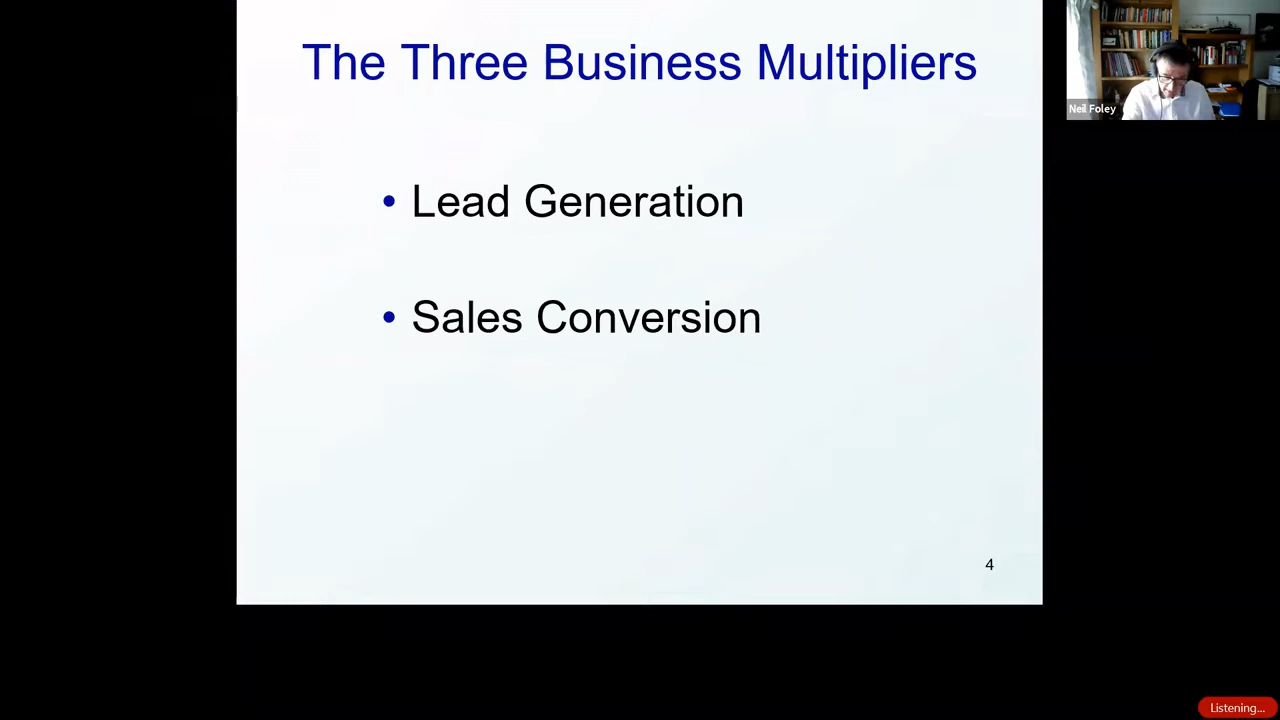 The Three Business Multipliers
Neil Foley
• Lead Generation
• Sales Conversion
4
Listening...